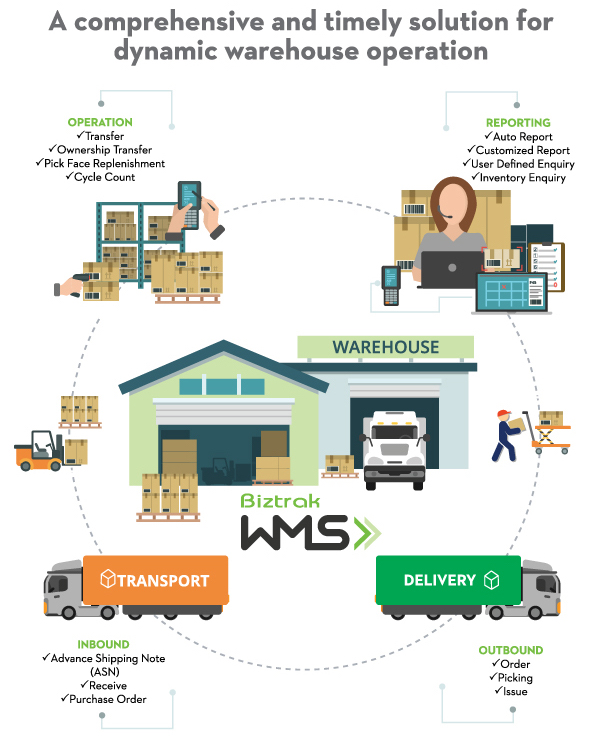 A comprehensive and timely solution for
dynamic warehouse operation
OPERATION
✓Transfer
✓Ownership Transfer
✓Pick Face Replenishment
✓Cycle Count
REPORTING
✓Auto Report
✓Customized Report
✓User Defined Enquiry
✓Inventory Enquiry
WAREHOUSE
Biztrak
WMS
TRANSPORT
DELIVERY
INBOUND
✓Advance Shipping Note
(ASN)
✓Receive
✓Purchase Order
OUTBOUND
✓Order
✓Picking
✓Issue